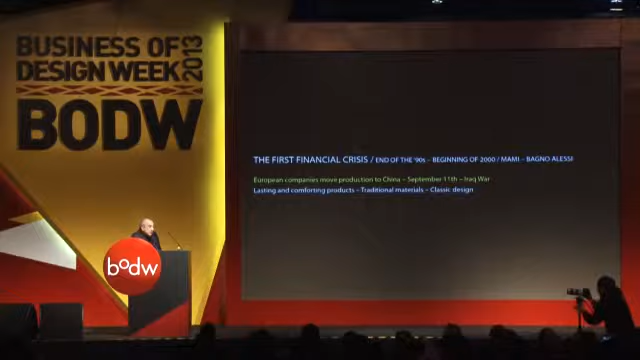 BUSINESS OF
DESIGN WEEK 2013
BODW
THE FIRST FINANCIAL CRISIS / END OF THE '90s – BEGINNING OF 2000 / MAMI – BAGNO ALESSI
European companies move production to China – September 11th – Iraq War
Lasting and comforting products – Traditional materials – Classic design
bodw